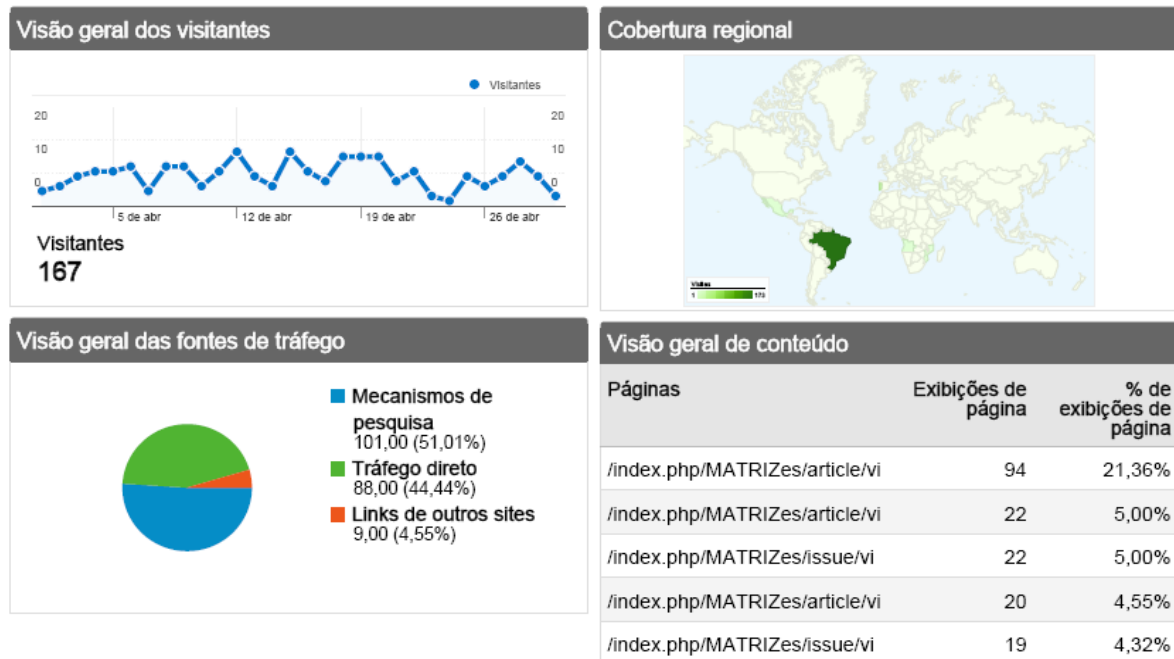 Visão geral dos visitantes
Visitantes
20
20
10
10
0
0
5 de abr
12 de abr
19 de abr
26 de abr
Visitantes
167
Cobertura regional
Visitas
1
173
Visão geral das fontes de tráfego
Mecanismos de
pesquisa
101,00 (51,01%)
Tráfego direto
88,00 (44,44%)
Links de outros sites
9,00 (4,55%)
Visão geral de conteúdo
Páginas
Exibições de
página
% de
exibições de
página
/index.php/MATRIZes/article/vi 94 21,36%
/index.php/MATRIZes/article/vi 22 5,00%
/index.php/MATRIZes/issue/vi 22 5,00%
/index.php/MATRIZes/article/vi 20 4,55%
/index.php/MATRIZes/issue/vi 19 4,32%